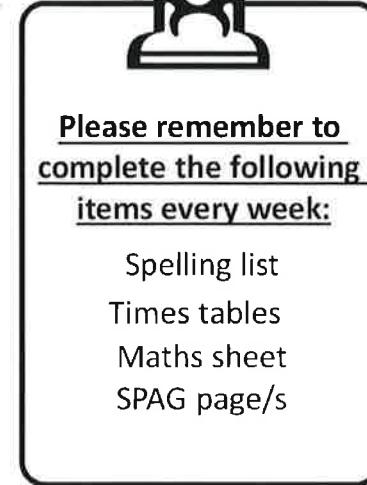 Please remember to
complete the following
items every week:
Spelling list
Times tables
Maths sheet
SPAG page/s